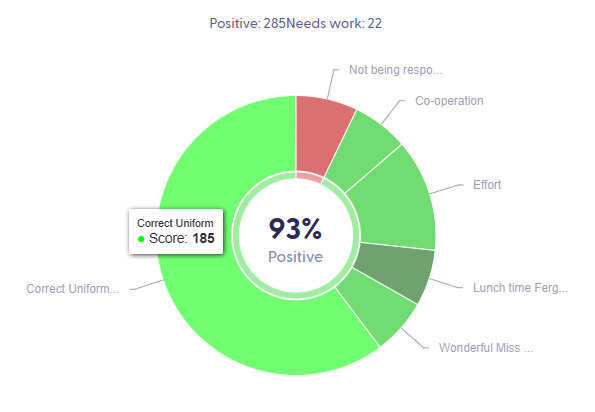 Positive: 285Needs work: 22
Not being respo...
Co-operation
Effort
Correct Uniform
Score: 185
93%
Positive
Correct Uniform...
Lunch time Ferg...
Wonderful Miss ...